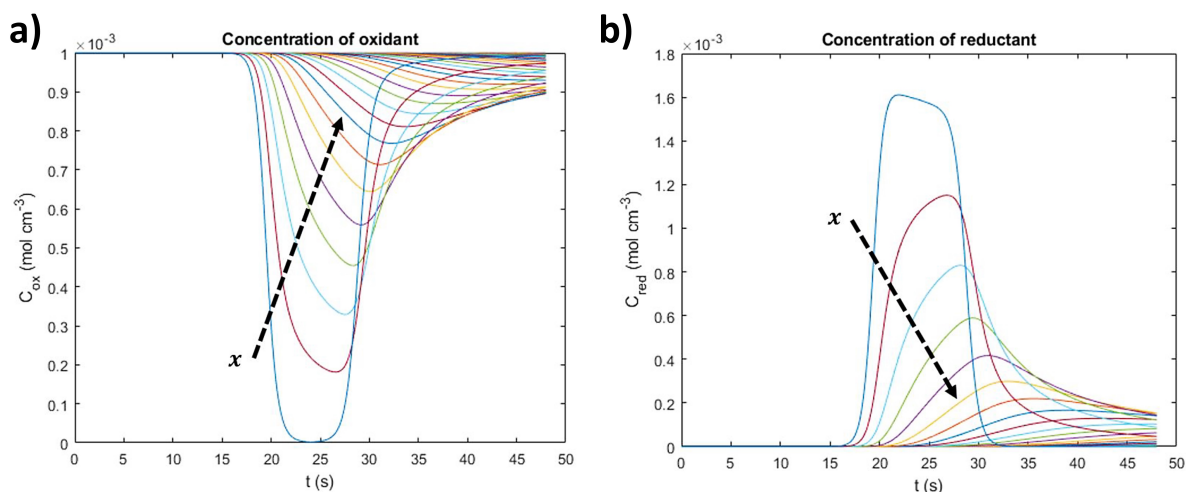 a)
Concentration of oxidant
× 10⁻³
1
0.9
0.8
0.7
0.6
0.5
0.4
0.3
0.2
0.1
0
C_ox (mol cm⁻³)
x
0 5 10 15 20 25 30 35 40 45 50
t (s)
b)
Concentration of reductant
× 10⁻³
1.8
1.6
1.4
1.2
1
0.8
0.6
0.4
0.2
0
C_red (mol cm⁻³)
x
0 5 10 15 20 25 30 35 40 45 50
t (s)